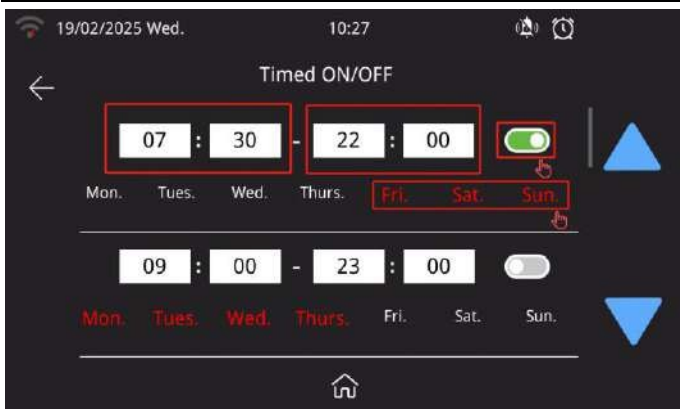 19/02/2025 Wed. 10:27
Timed ON/OFF
07 : 30 - 22 : 00
Mon. Tues. Wed. Thurs. Fri. Sat. Sun.
09 : 00 - 23 : 00
Mon. Tues. Wed. Thurs. Fri. Sat. Sun.